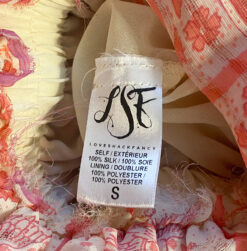 LSF
LOVESHACKFANCY
SELF / EXTÉRIEUR
100% SILK / 100% SOIE
LINING / DOUBLURE
100% POLYESTER /
100% POLYESTER
S